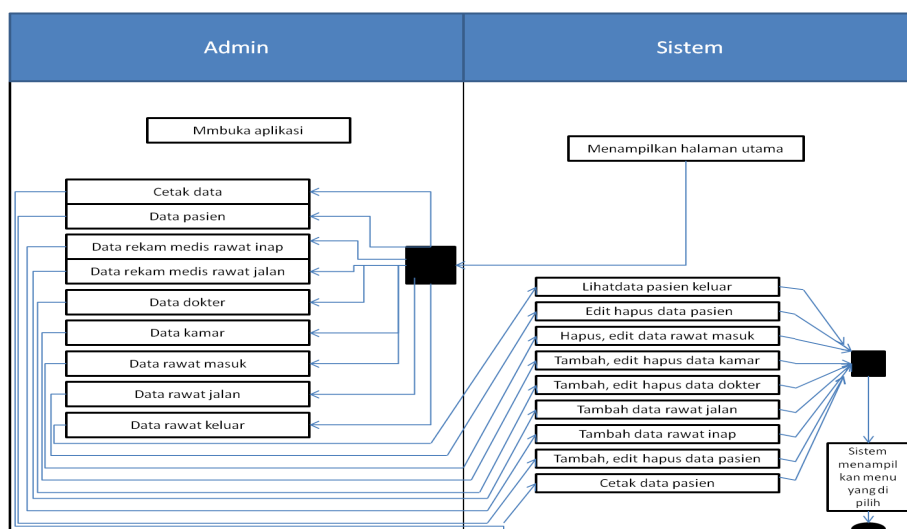 Admin
Sistem
Mmbuka aplikasi
Menampilkan halaman utama
Cetak data
Data pasien
Data rekam medis rawat inap
Data rekam medis rawat jalan
Data dokter
Data kamar
Data rawat masuk
Data rawat jalan
Data rawat keluar
Lihatdata pasien keluar
Edit hapus data pasien
Hapus, edit data rawat masuk
Tambah, edit hapus data kamar
Tambah, edit hapus data dokter
Tambah data rawat jalan
Tambah data rawat inap
Tambah, edit hapus data pasien
Cetak data pasien
Sistem
menampil
kan menu
yang di
pilih